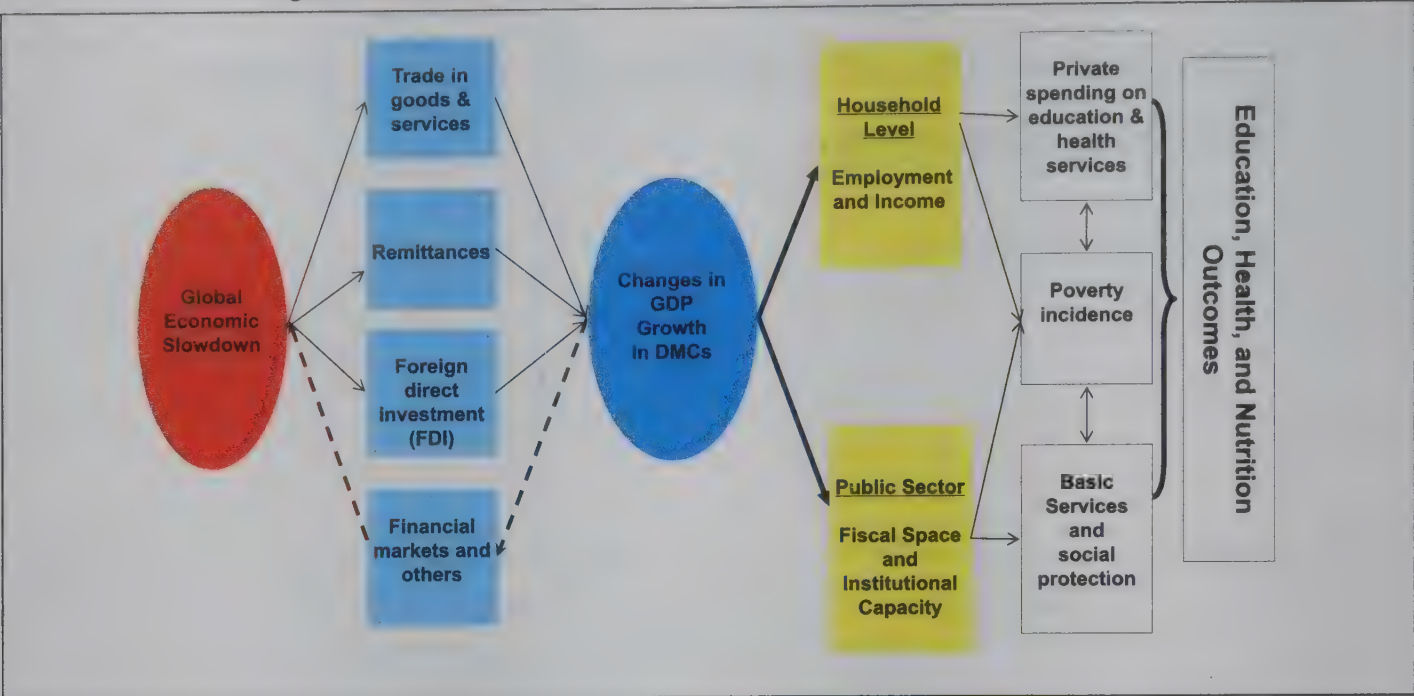 Global
Economic
Slowdown
Trade in
goods &
services
Remittances
Foreign
direct
investment
(FDI)
Financial
markets and
others
Changes in
GDP
Growth
in DMCs
Household
Level
Employment
and Income
Public Sector
Fiscal Space
and
Institutional
Capacity
Private
spending on
education &
health
services
Poverty
incidence
Basic
Services
and
social
protection
Education, Health, and Nutrition
Outcomes